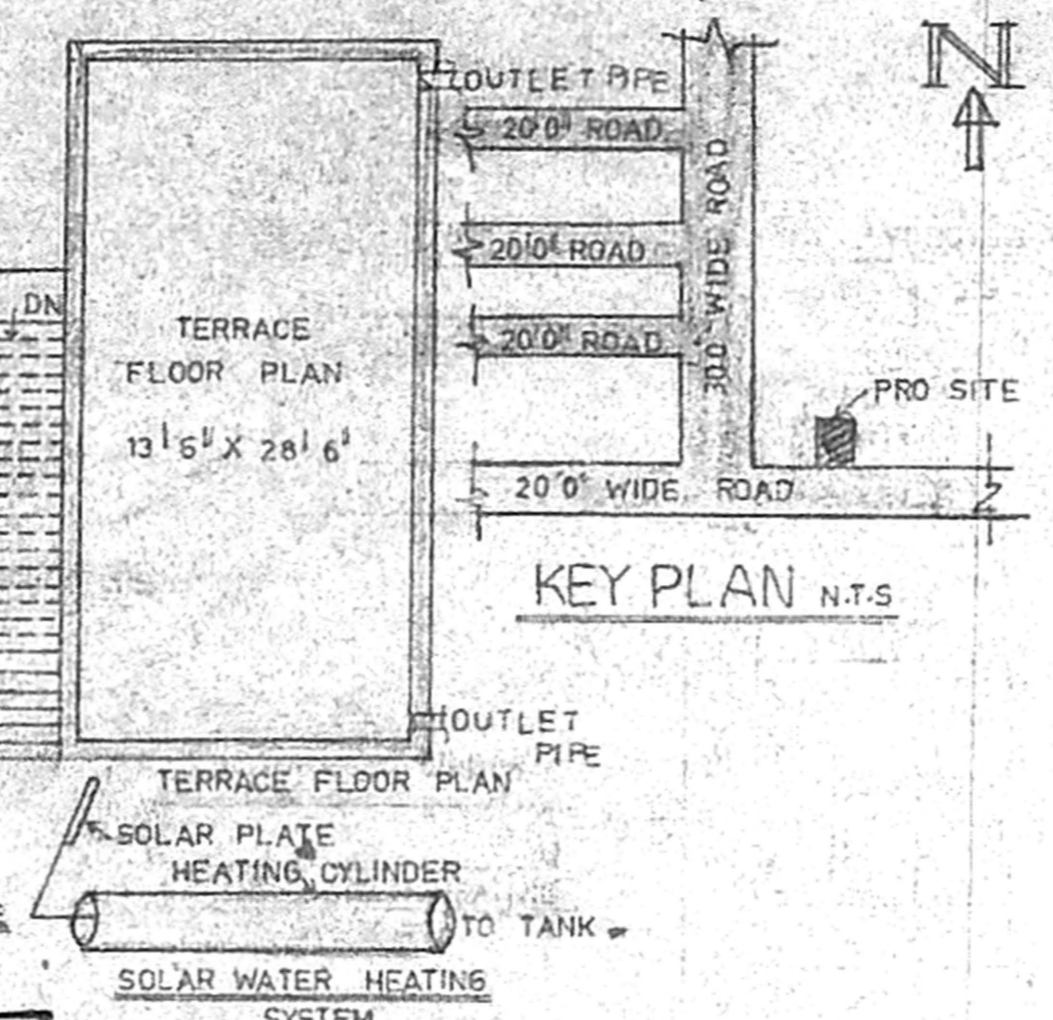 N
OUTLET PIPE
20'0" ROAD
20'0" ROAD
20'0" ROAD
30'0" WIDE ROAD
PRO SITE
20'0" WIDE ROAD
KEY PLAN N.T.S
DN
TERRACE
FLOOR PLAN
13'6" X 28'6"
OUTLET
PIPE
TERRACE FLOOR PLAN
SOLAR PLATE
HEATING CYLINDER
TO TANK
SOLAR WATER HEATING
SYSTEM